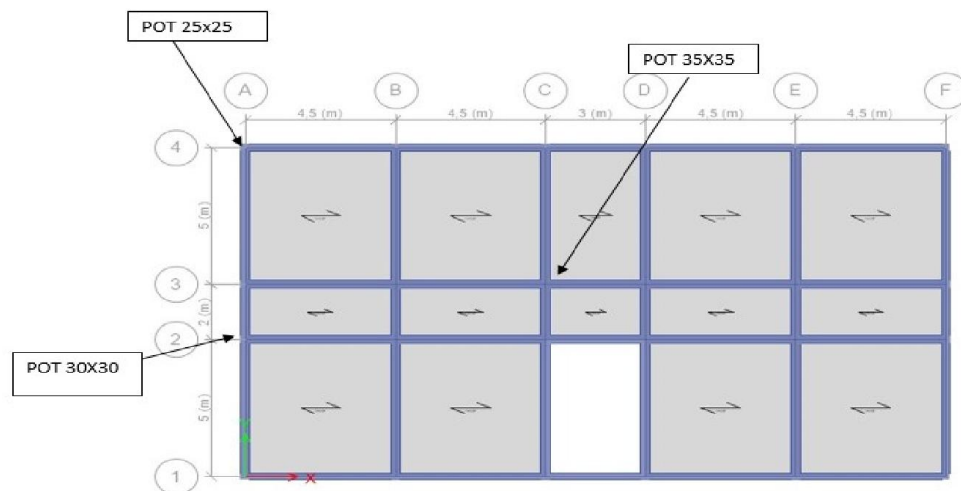 POT 25x25
POT 35X35
A B C D E F
4,5 (m) 4,5 (m) 3 (m) 4,5 (m) 4,5 (m)
4
5 (m)
3
2 (m)
2
POT 30X30
5 (m)
Y
1
X